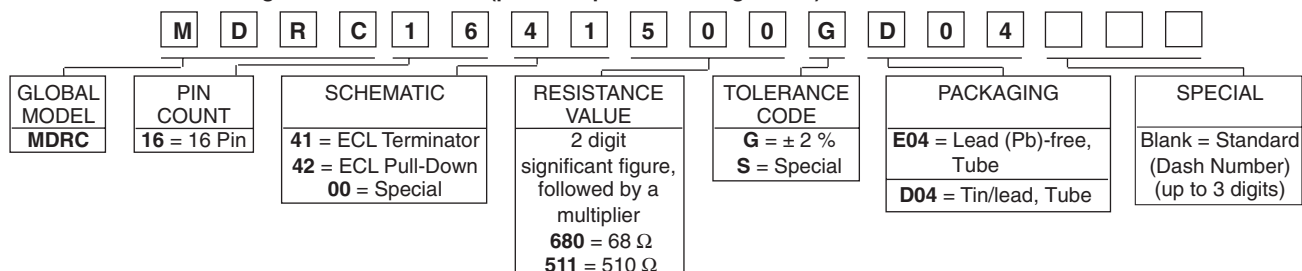 M D R C 1 6 4 1 5 0 0 G D 0 4
GLOBAL
MODEL
MDRC
PIN
COUNT
16 = 16 Pin
SCHEMATIC
41 = ECL Terminator
42 = ECL Pull-Down
00 = Special
RESISTANCE
VALUE
2 digit
significant figure,
followed by a
multiplier
680 = 68 Ω
511 = 510 Ω
TOLERANCE
CODE
G = ± 2 %
S = Special
PACKAGING
E04 = Lead (Pb)-free,
Tube
D04 = Tin/lead, Tube
SPECIAL
Blank = Standard
(Dash Number)
(up to 3 digits)